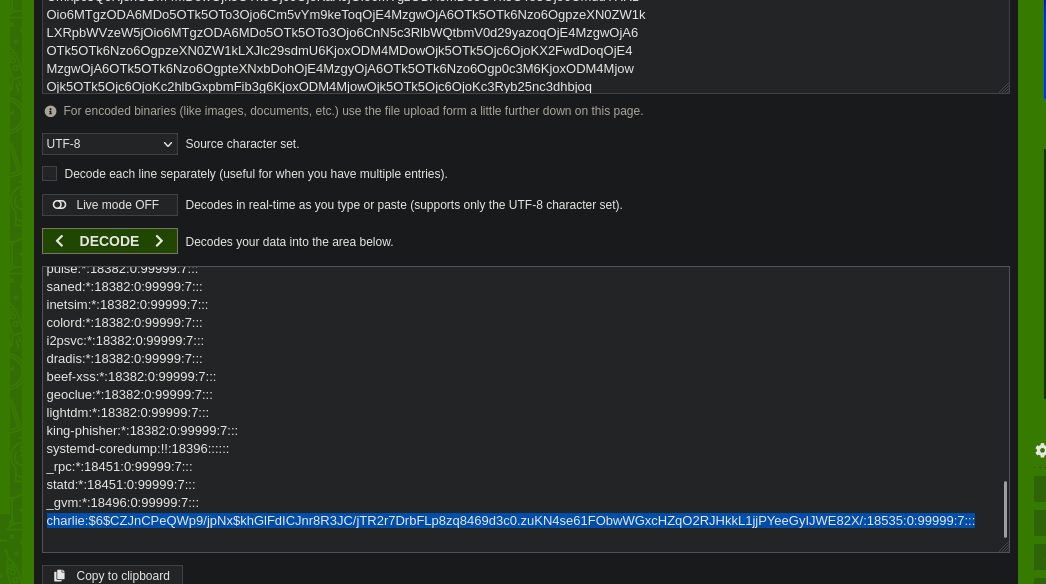 Oio6MTgzODA6MDo5OTk5OTo3Ojo6Cm5vYm9keToqOjE4MzgwOjA6OTk5OTk6Nzo6OgpzeXN0ZW1k
LXRpbWVzeW5jOio6MTgzODA6MDo5OTk5OTo3Ojo6CnN5c3RlbWQtbmV0d29yazoqOjE4MzgwOjA6
OTk5OTk6Nzo6OgpzeXN0ZW1kLXJlc29sdmU6KjoxODM4MDowOjk5OTk5Ojc6OjoKX2FwdDoqOjE4
MzgwOjA6OTk5OTk6Nzo6OgpteXNxbDohOjE4MzgyOjA6OTk5OTk6Nzo6Ogp0c3M6KjoxODM4Mjow
Ojk5OTk5Ojc6OjoKc2hlbGxpbmFib3g6KjoxODM4MjowOjk5OTk5Ojc6OjoKc3Ryb25nc3dhbjoq
For encoded binaries (like images, documents, etc.) use the file upload form a little further down on this page.
UTF-8 Source character set.
Decode each line separately (useful for when you have multiple entries).
Live mode OFF Decodes in real-time as you type or paste (supports only the UTF-8 character set).
DECODE Decodes your data into the area below.
pulse:*:18382:0:99999:7:::
saned:*:18382:0:99999:7:::
inetsim:*:18382:0:99999:7:::
colord:*:18382:0:99999:7:::
i2psvc:*:18382:0:99999:7:::
dradis:*:18382:0:99999:7:::
beef-xss:*:18382:0:99999:7:::
geoclue:*:18382:0:99999:7:::
lightdm:*:18382:0:99999:7:::
king-phisher:*:18382:0:99999:7:::
systemd-coredump:!!:18396::::::
_rpc:*:18451:0:99999:7:::
statd:*:18451:0:99999:7:::
_gvm:*:18496:0:99999:7:::
charlie:$6$CZJnCPeQWp9/jpNx$khGlFdICJnr8R3JC/jTR2r7DrbFLp8zq8469d3c0.zuKN4se61FObwWGxcHZqO2RJHkkL1jjPYeeGyIJWE82X/:18535:0:99999:7:::
Copy to clipboard